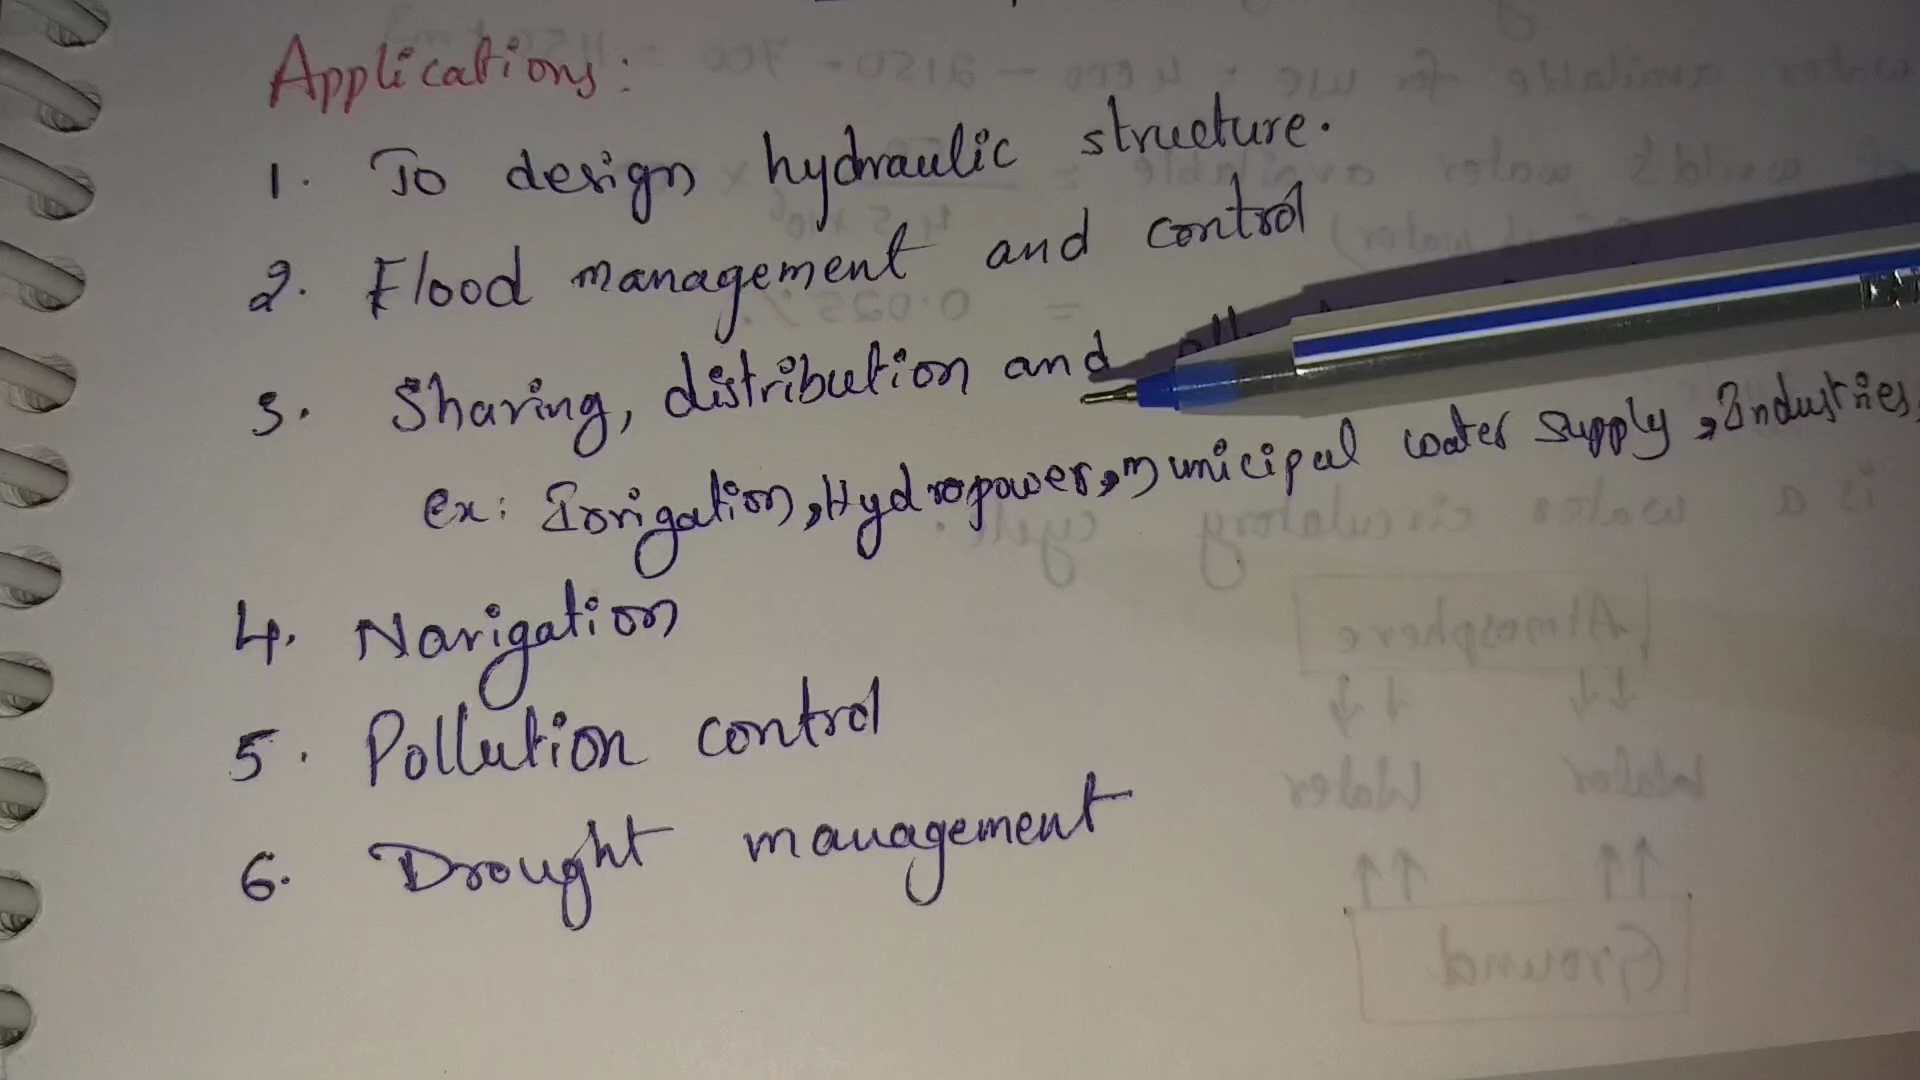 Applications:
1. To design hydraulic structure.
2. Flood management and control
3. Sharing, distribution and
ex: Irrigation, Hydropower, municipal water supply, Industries,
4. Navigation
5. Pollution control
6. Drought management